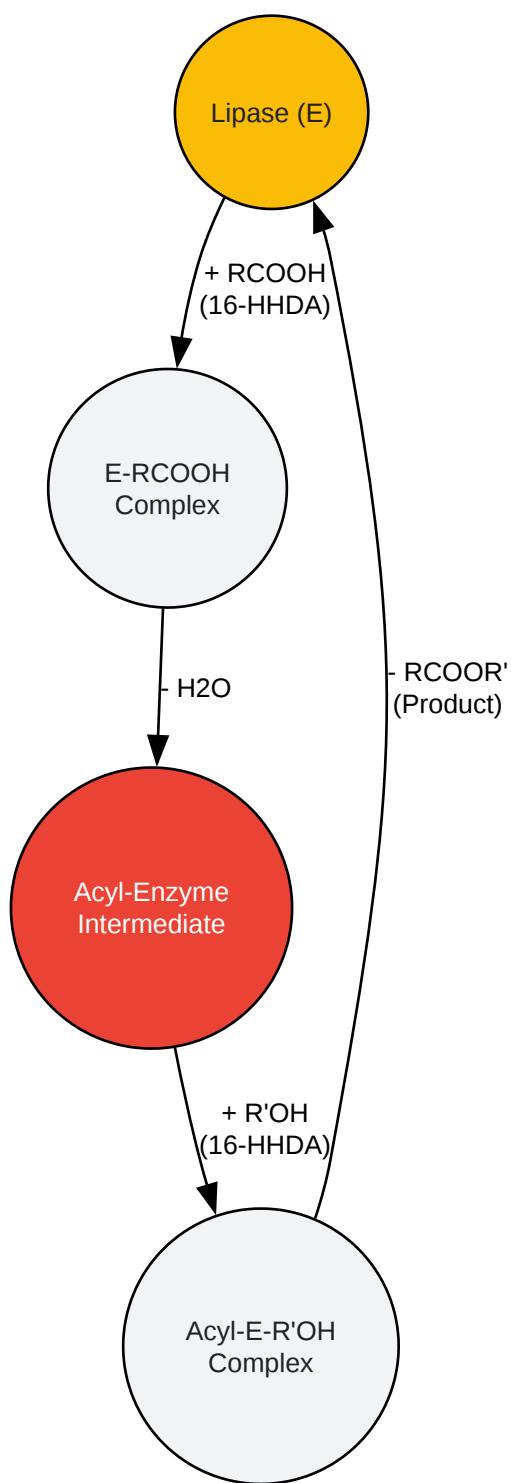 Lipase (E)
+ RCOOH
(16-HHDA)
E-RCOOH
Complex
- H2O
- RCOOR'
(Product)
Acyl-Enzyme
Intermediate
+ R'OH
(16-HHDA)
Acyl-E-R'OH
Complex